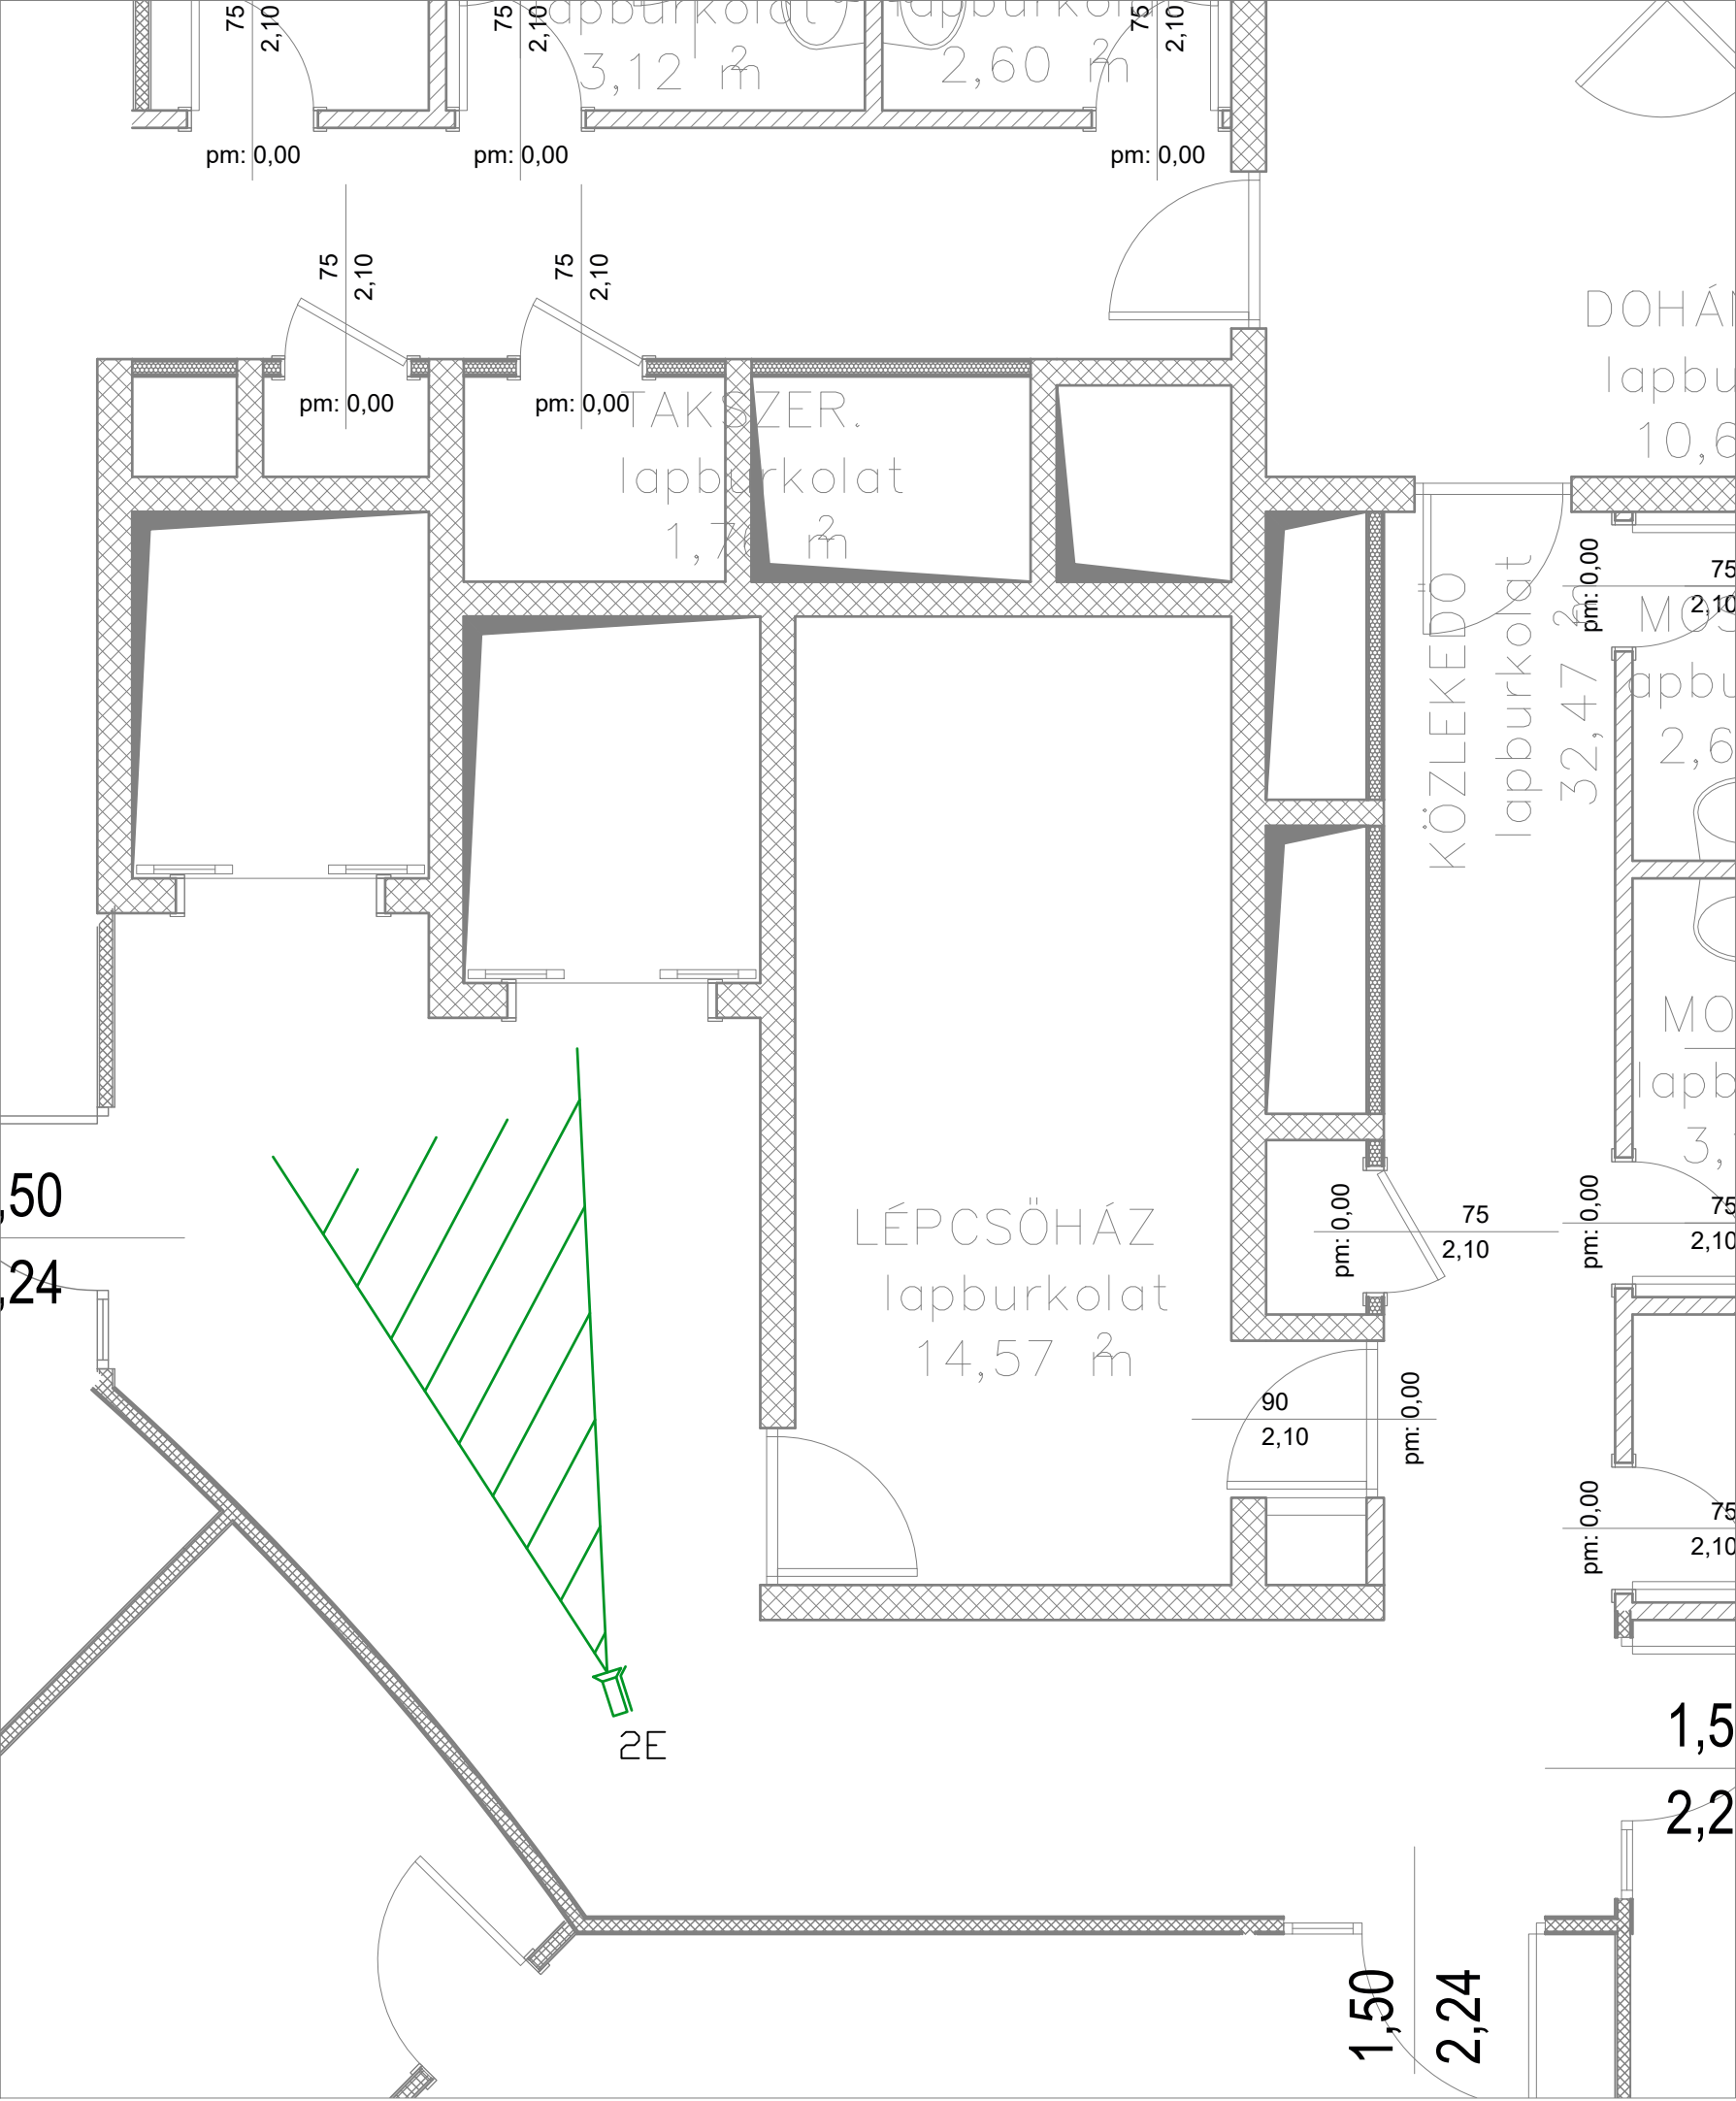 75
2,10
75
2,10
75
2,10
3,12 m2
2,60 m2
pm: 0,00
pm: 0,00
pm: 0,00
75
2,10
75
2,10
pm: 0,00
pm: 0,00
TAKSZER.
lapburkolat
m2
DOHÁ
lapbu
10,6
KÖZLEKEDŐ
lapburkolat
32,47 m2
pm: 0,00
75
2,10
MOS
apbu
2,6
MO
lapb
3,
,50
,24
LÉPCSŐHÁZ
lapburkolat
14,57 m2
pm: 0,00
75
2,10
pm: 0,00
75
2,10
90
2,10
pm: 0,00
pm: 0,00
75
2,10
2E
1,5
2,2
1,50
2,24